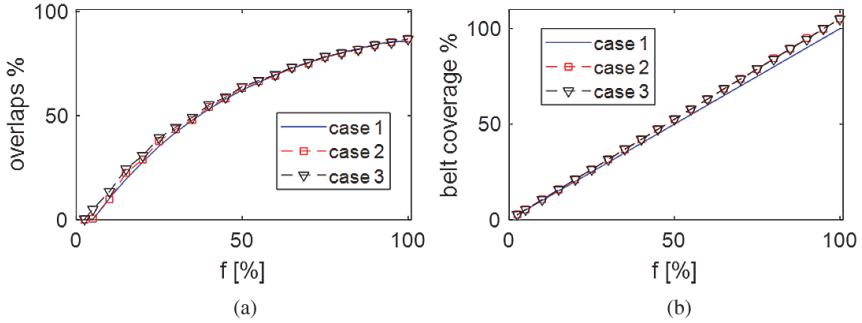 100
50
0
overlaps %
case 1
case 2
case 3
0
50
100
f [%]
(a)
100
50
0
belt coverage %
case 1
case 2
case 3
0
50
100
f [%]
(b)